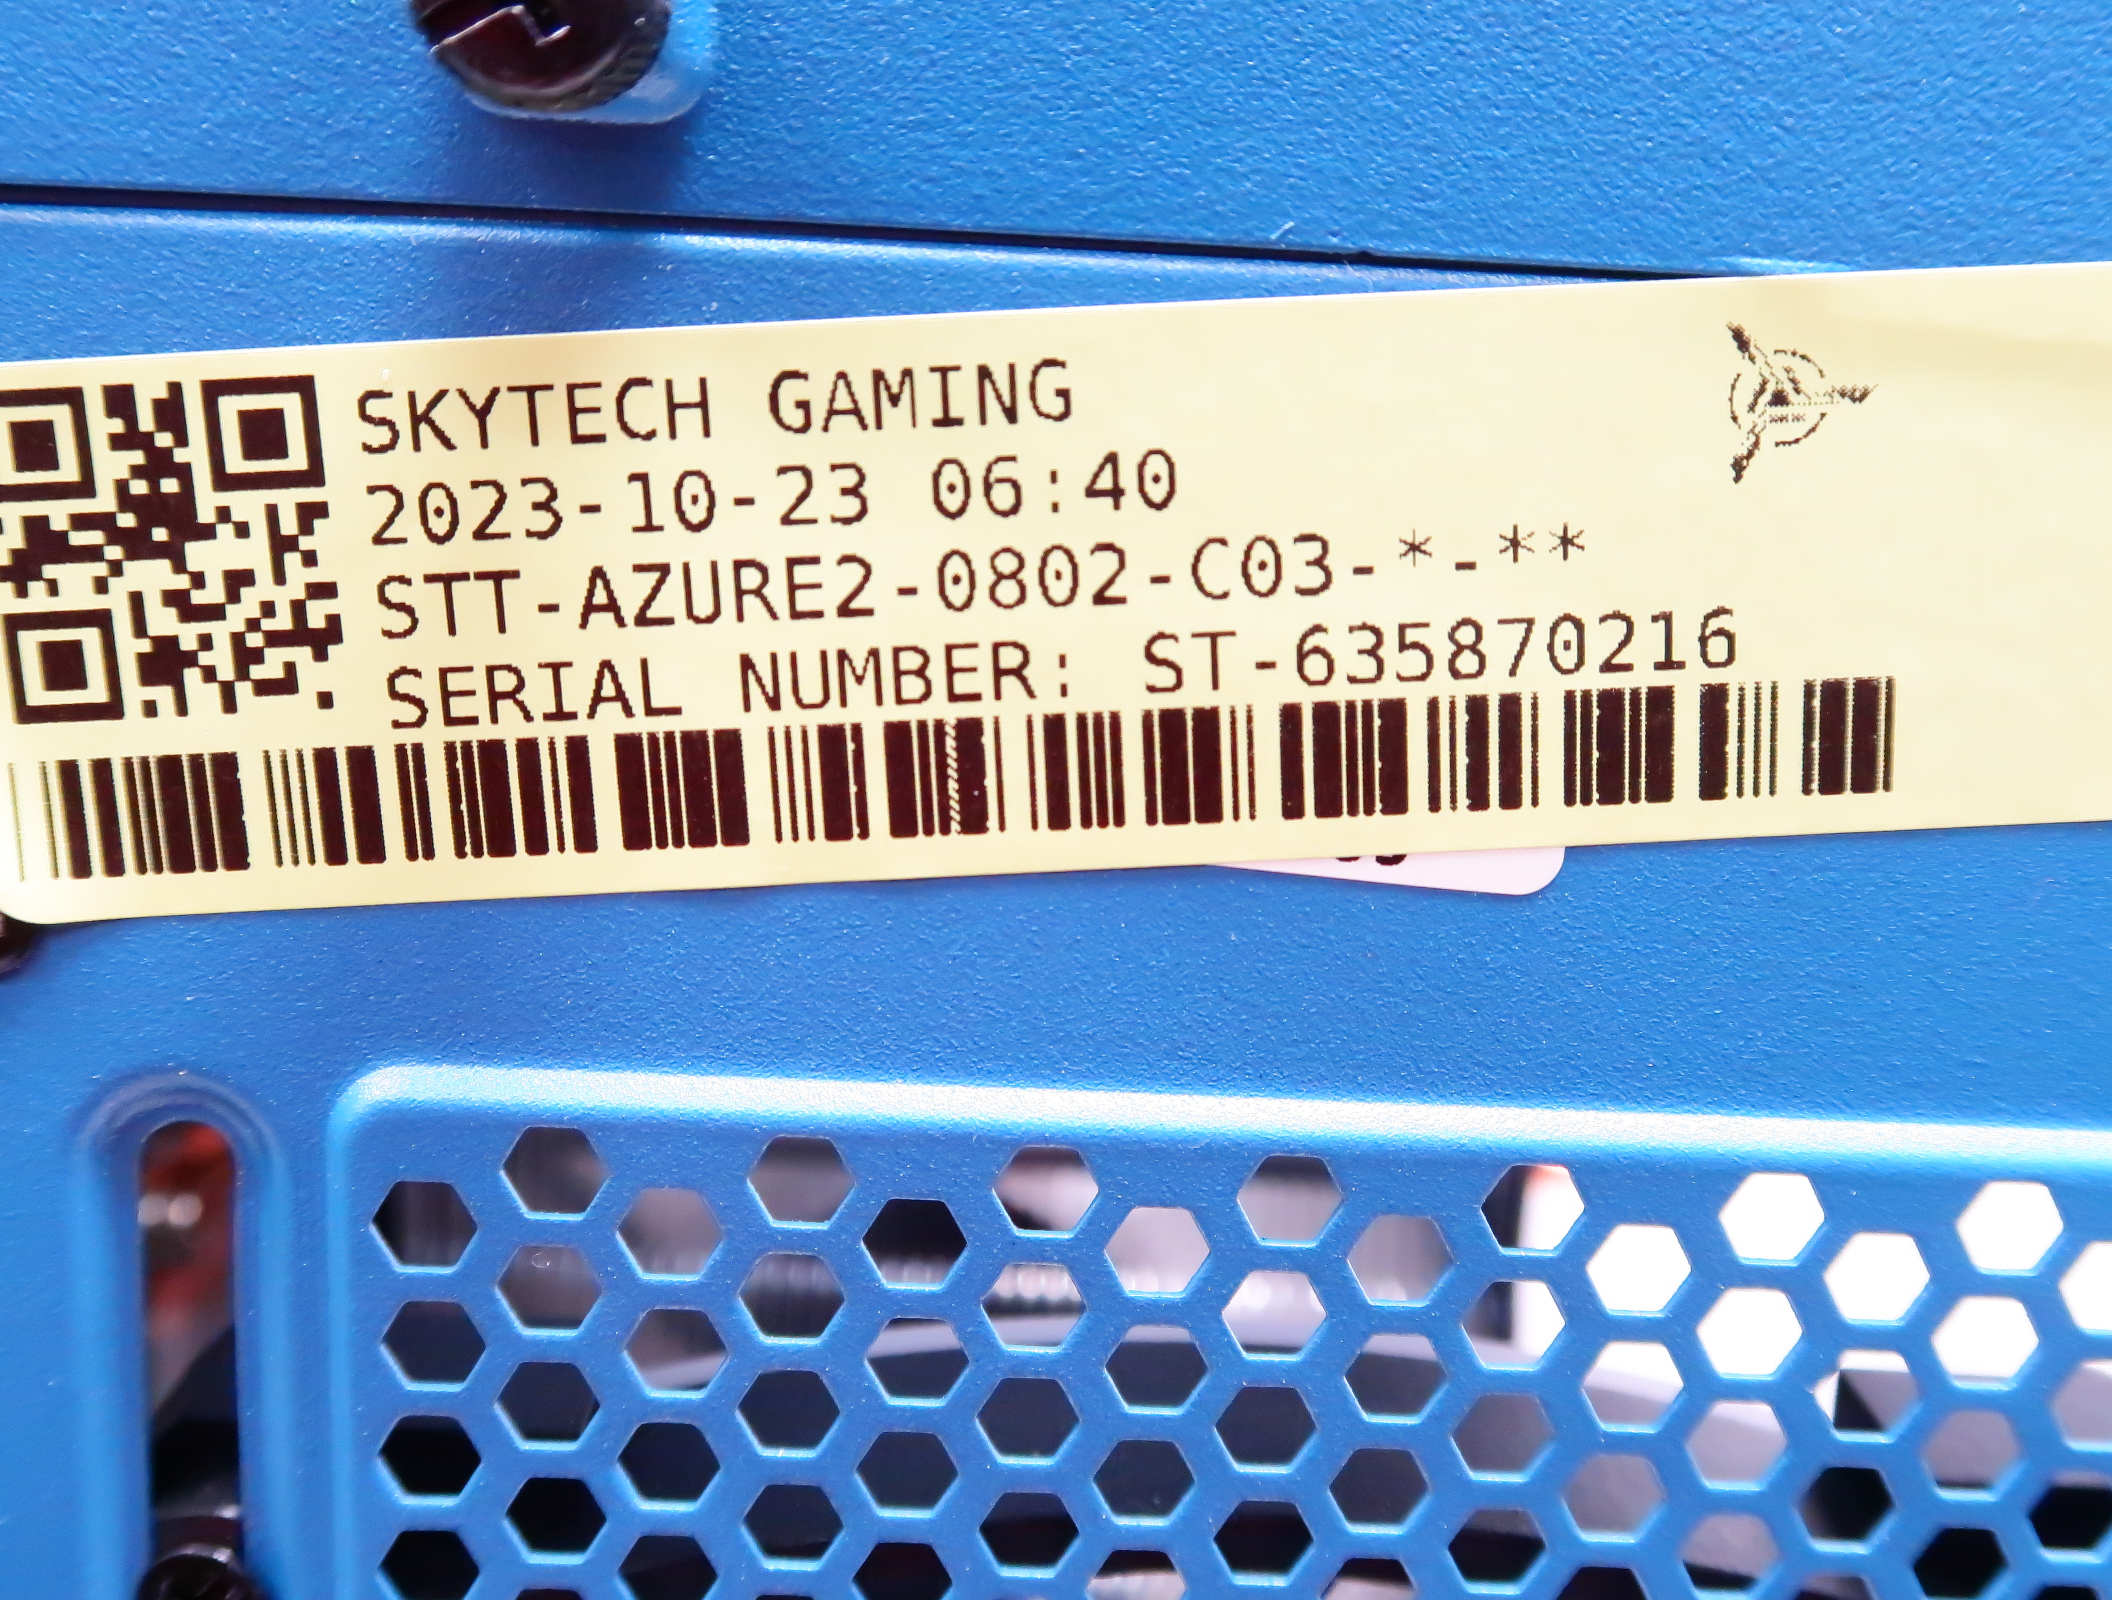 SKYTECH GAMING
2023-10-23 06:40
STT-AZURE2-0802-C03-*-**
SERIAL NUMBER: ST-635870216